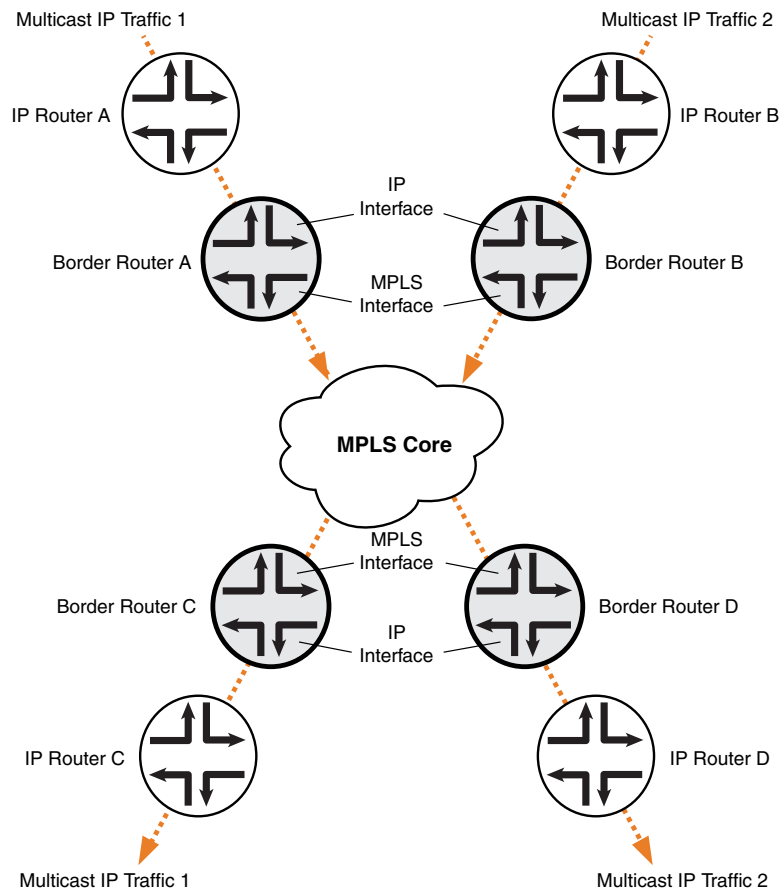 Multicast IP Traffic 1
Multicast IP Traffic 2
IP Router A
IP Router B
IP
Interface
Border Router A
Border Router B
MPLS
Interface
MPLS Core
MPLS
Interface
Border Router C
Border Router D
IP
Interface
IP Router C
IP Router D
Multicast IP Traffic 1
Multicast IP Traffic 2